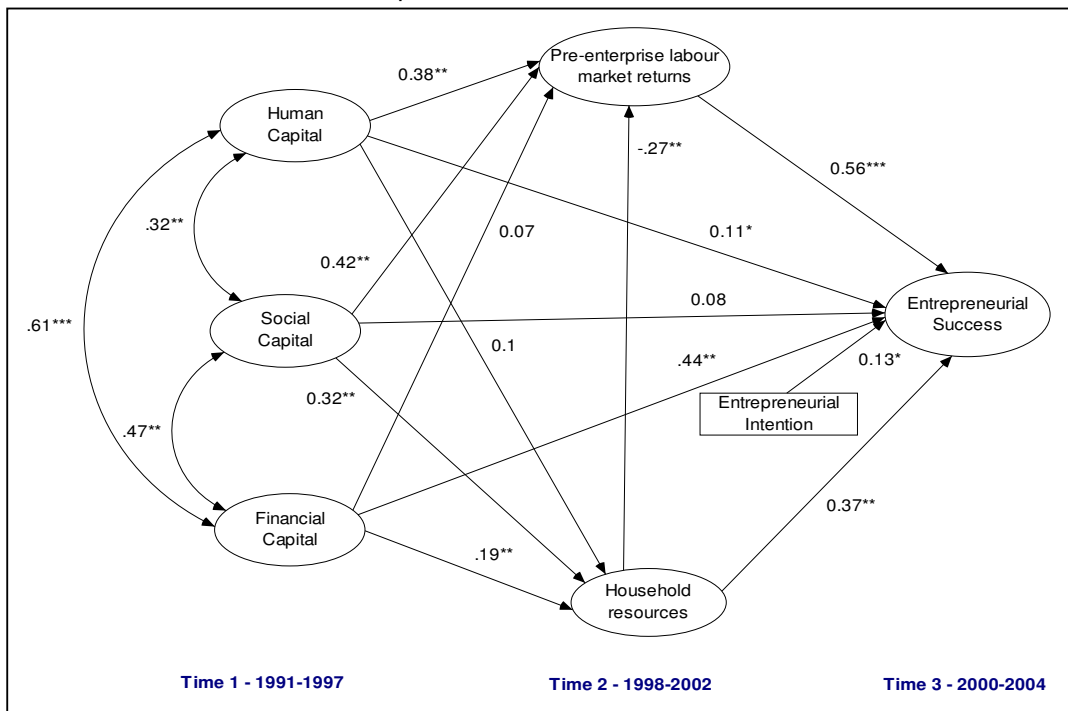 Pre-enterprise labour
market returns
0.38**
Human
Capital
-.27**
0.56***
.32**
0.07
0.11*
0.42**
0.08
Entrepreneurial
Success
Social
Capital
.61***
0.1
.44**
0.13*
0.32**
Entrepreneurial
Intention
.47**
Financial
Capital
0.37**
.19**
Household
resources
Time 1 - 1991-1997
Time 2 - 1998-2002
Time 3 - 2000-2004